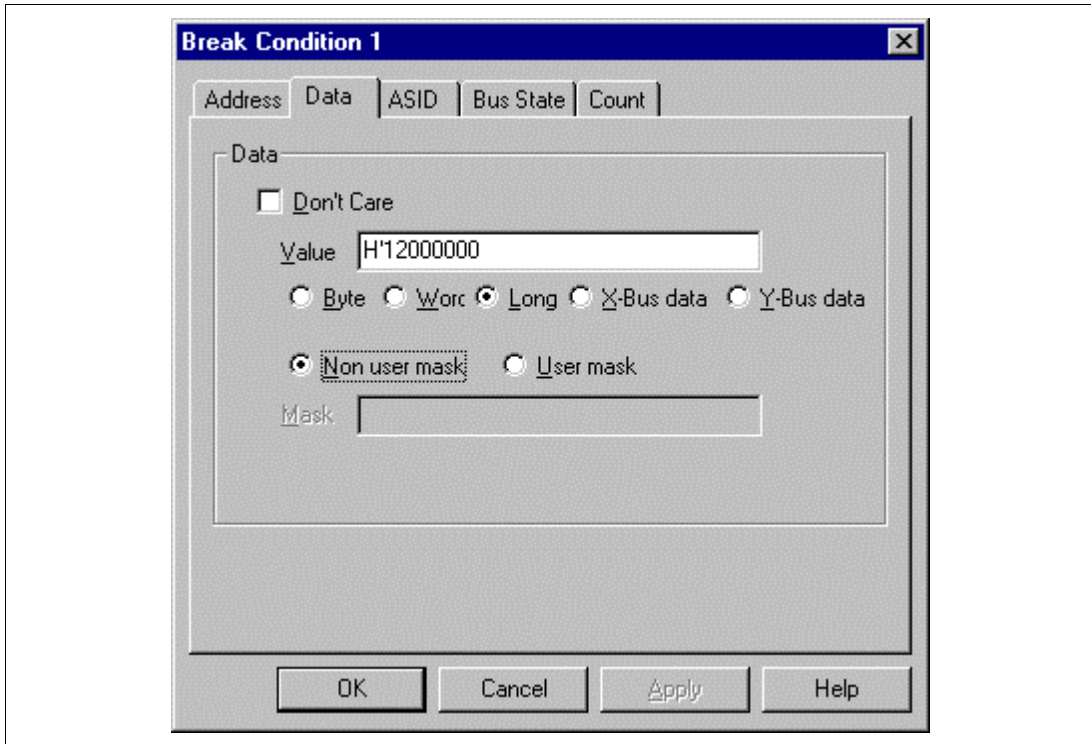 Break Condition 1
Address Data ASID Bus State Count
Data
Don't Care
Value H'12000000
Byte Worc Long X-Bus data Y-Bus data
Non user mask User mask
Mask
OK Cancel Apply Help